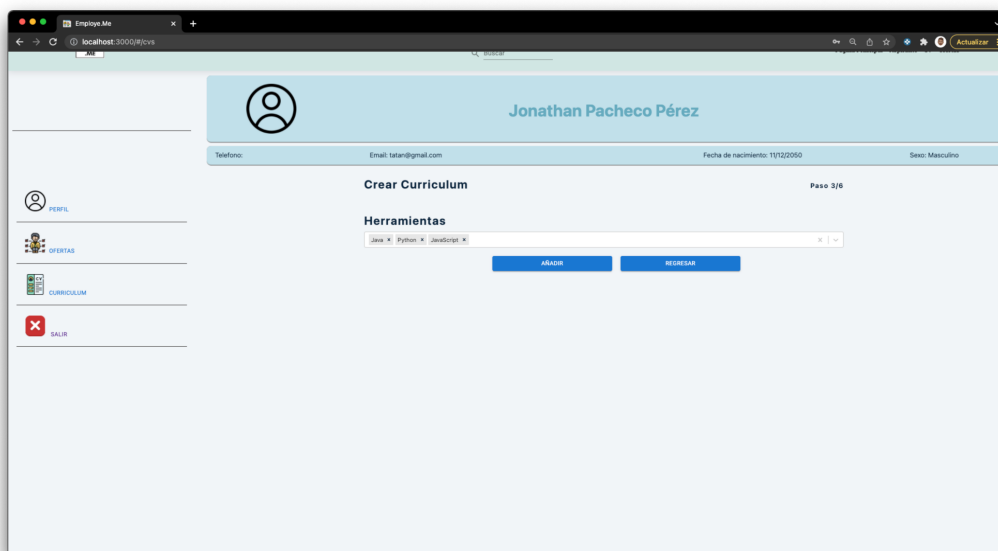 Employe.Me
localhost:3000/#/cvs
Actualizar
.ME
Buscar
Jonathan Pacheco Pérez
Telefono:
Email: tatan@gmail.com
Fecha de nacimiento: 11/12/2050
Sexo: Masculino
Crear Curriculum
Paso 3/6
PERFIL
Herramientas
Java
Python
JavaScript
OFERTAS
AÑADIR
REGRESAR
CV
CURRICULUM
SALIR